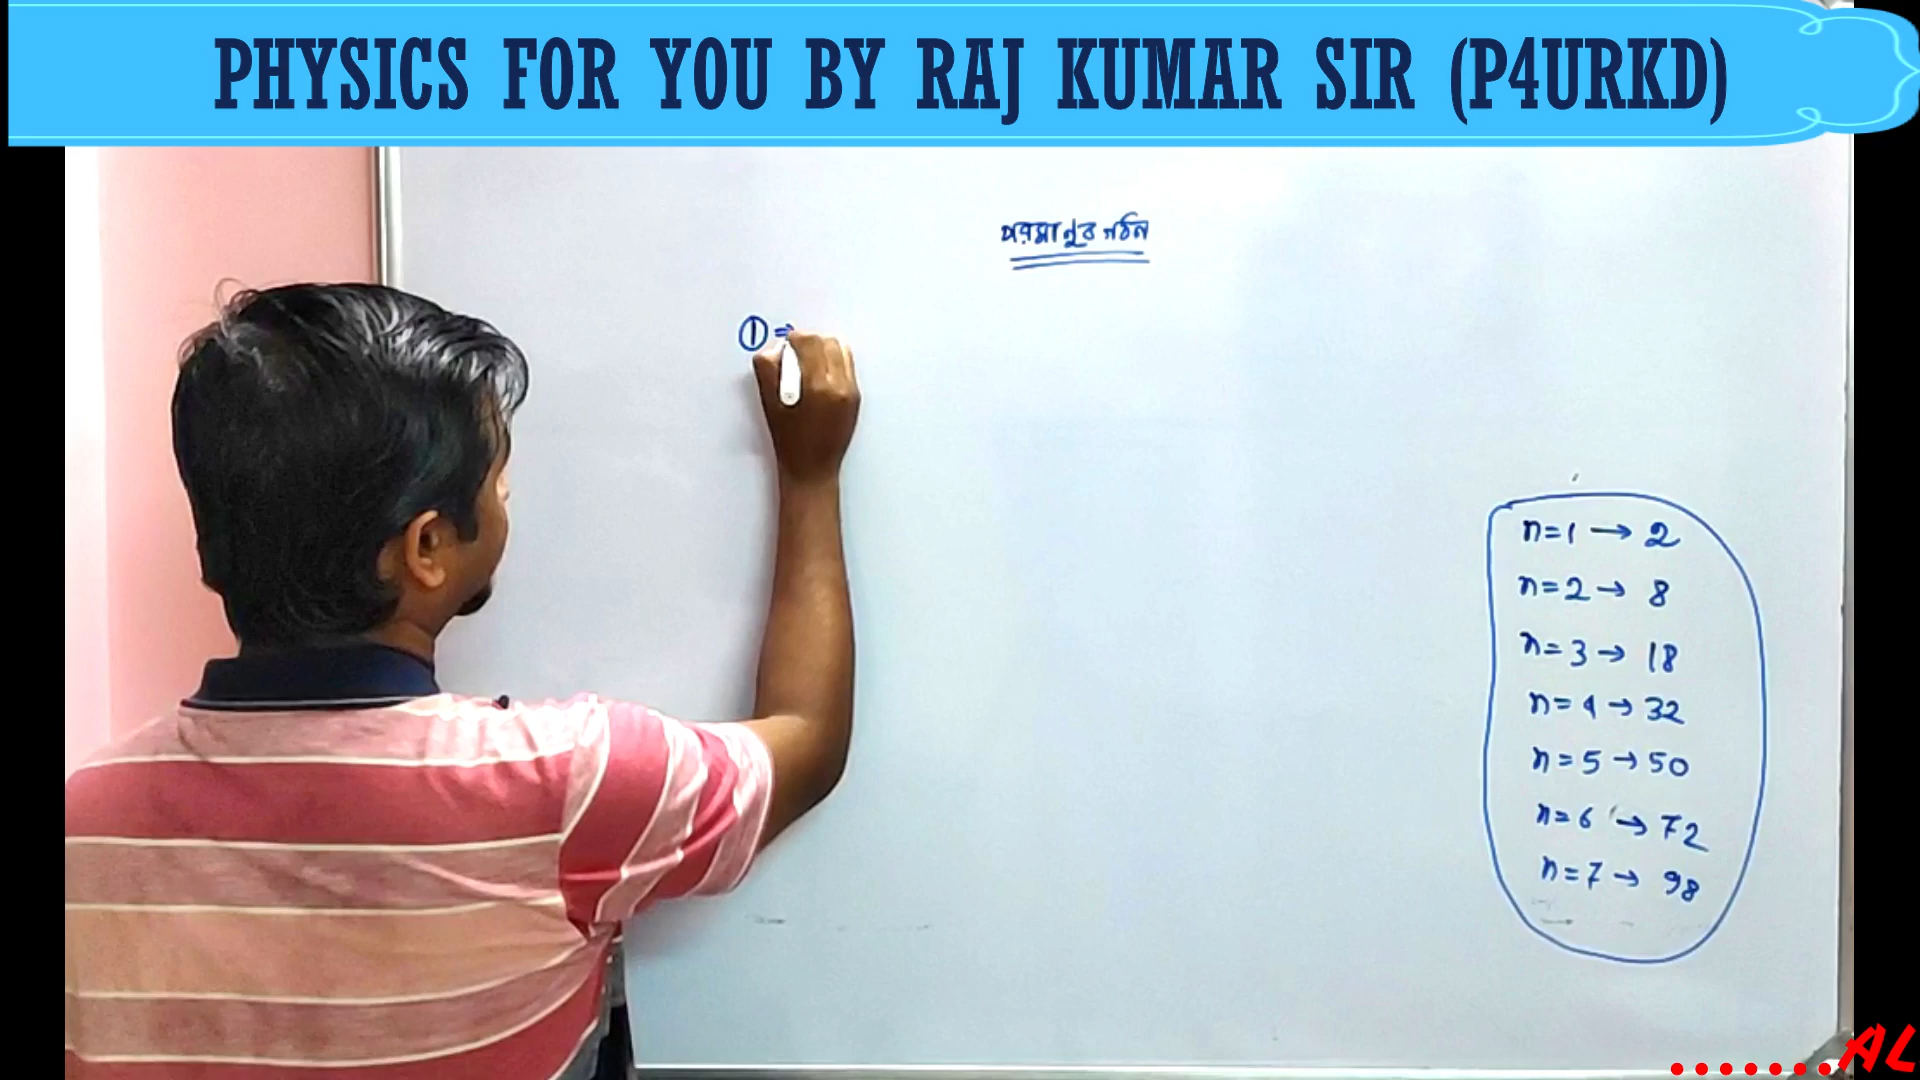 PHYSICS FOR YOU BY RAJ KUMAR SIR (P4URKD)
পরমাণুর গঠন
① ⇒
n=1 → 2
n=2 → 8
n=3 → 18
n=4 → 32
n=5 → 50
n=6 → 72
n=7 → 98
.......AL